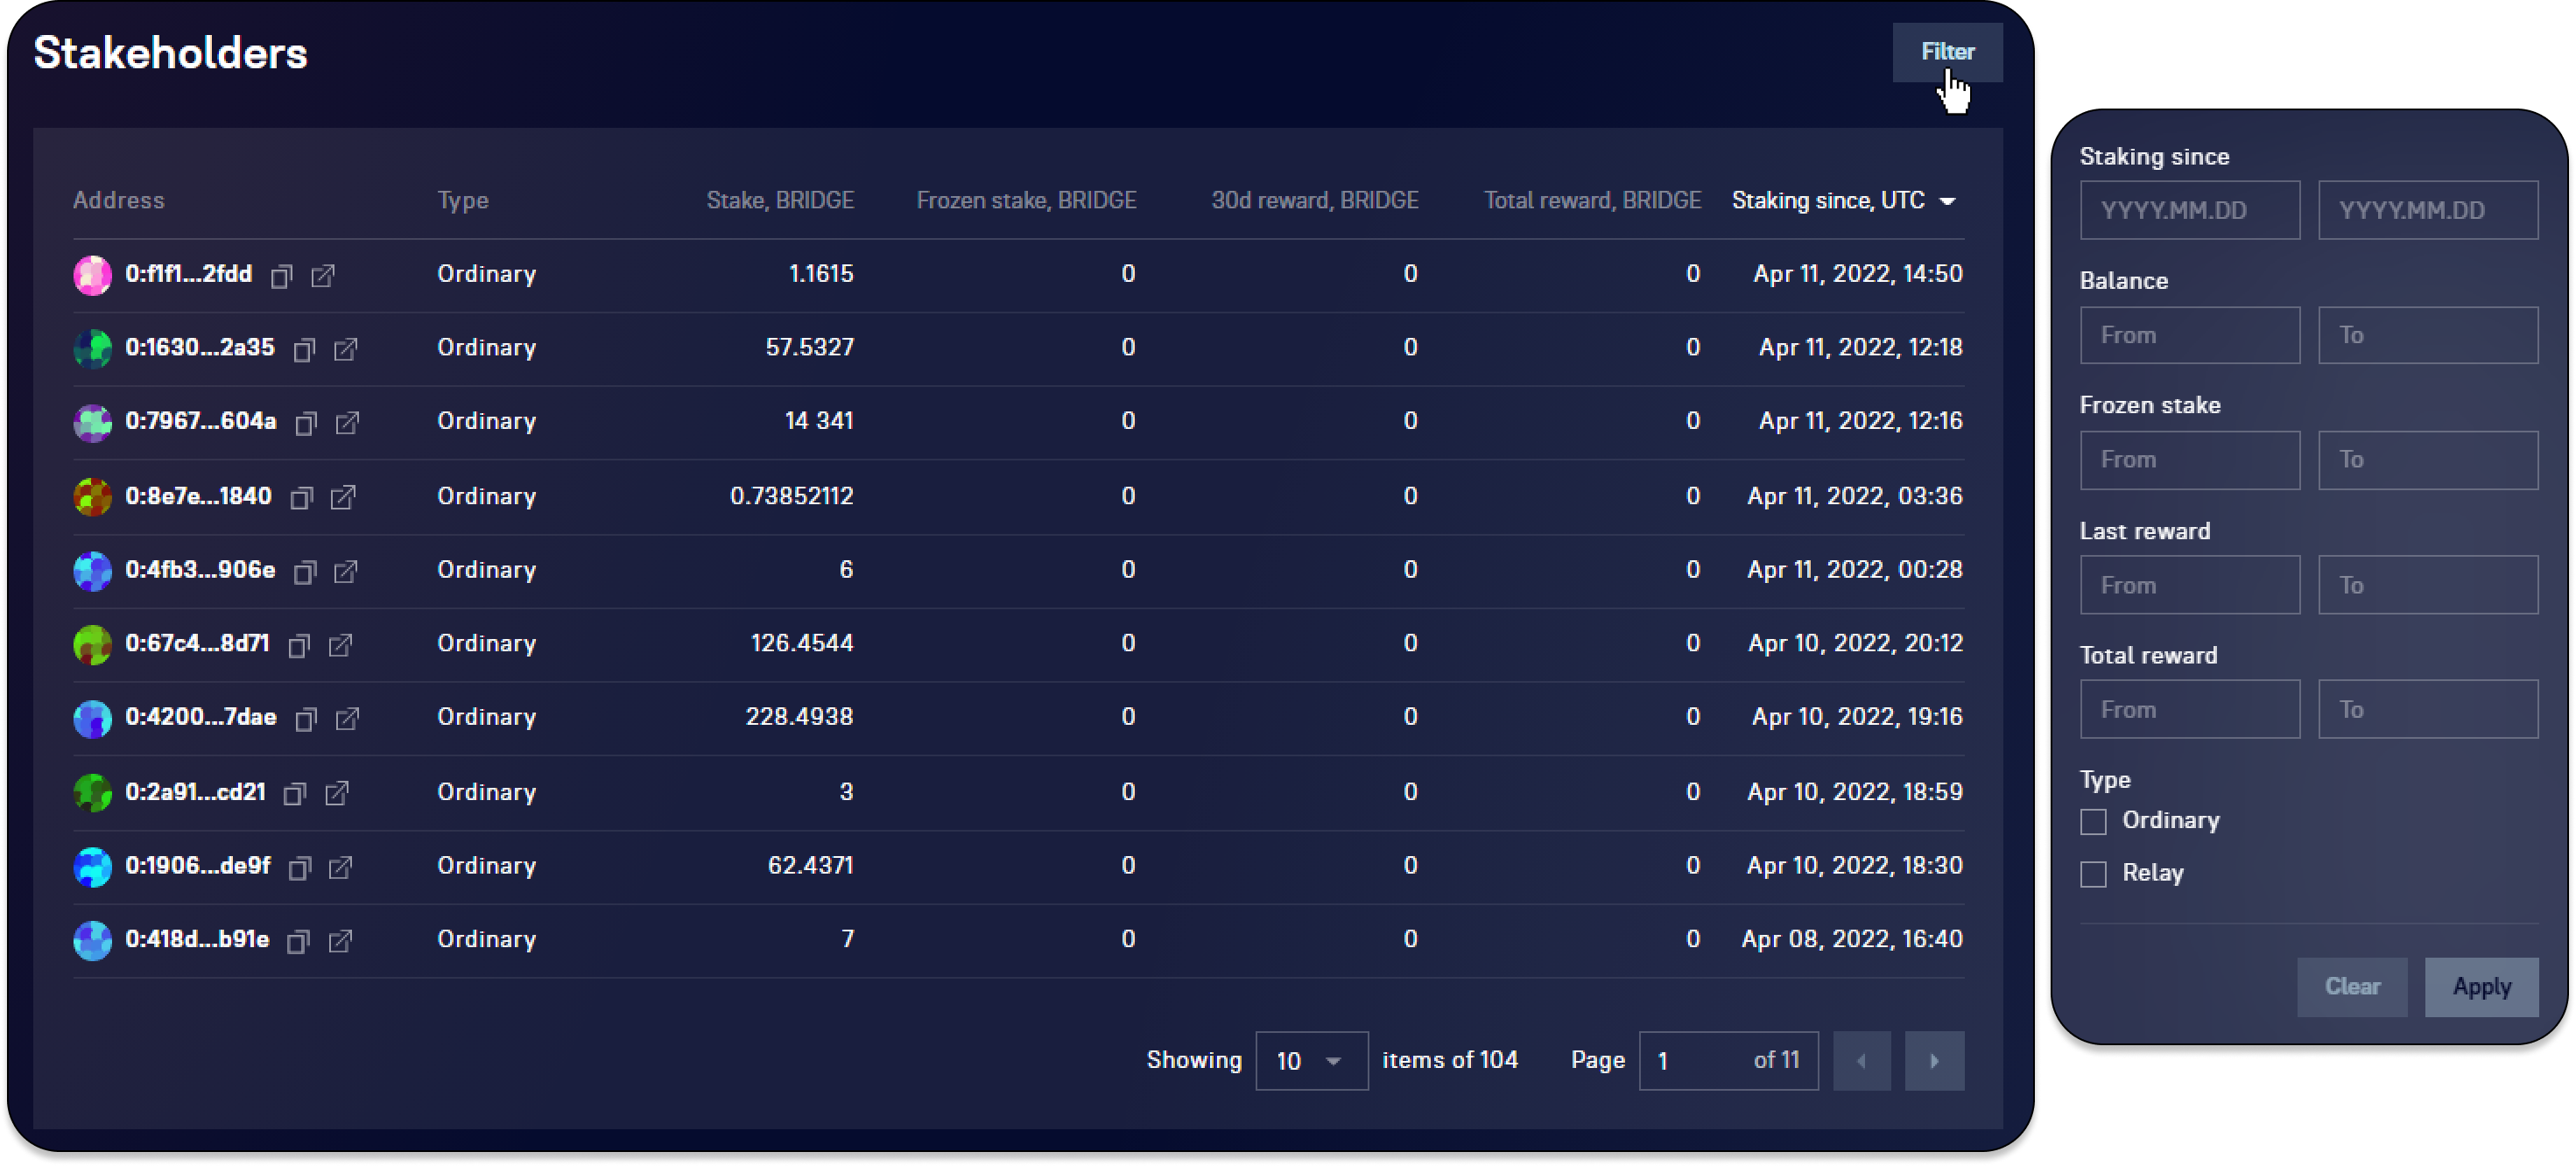 Stakeholders
Filter
Address Type Stake, BRIDGE Frozen stake, BRIDGE 30d reward, BRIDGE Total reward, BRIDGE Staking since, UTC
0:f1f1...2fdd Ordinary 1.1615 0 0 0 Apr 11, 2022, 14:50
0:1630...2a35 Ordinary 57.5327 0 0 0 Apr 11, 2022, 12:18
0:7967...604a Ordinary 14 341 0 0 0 Apr 11, 2022, 12:16
0:8e7e...1840 Ordinary 0.73852112 0 0 0 Apr 11, 2022, 03:36
0:4fb3...906e Ordinary 6 0 0 0 Apr 11, 2022, 00:28
0:67c4...8d71 Ordinary 126.4544 0 0 0 Apr 10, 2022, 20:12
0:4200...7dae Ordinary 228.4938 0 0 0 Apr 10, 2022, 19:16
0:2a91...cd21 Ordinary 3 0 0 0 Apr 10, 2022, 18:59
0:1906...de9f Ordinary 62.4371 0 0 0 Apr 10, 2022, 18:30
0:418d...b91e Ordinary 7 0 0 0 Apr 08, 2022, 16:40
Showing 10 items of 104 Page 1 of 11
Staking since
YYYY.MM.DD YYYY.MM.DD
Balance
From To
Frozen stake
From To
Last reward
From To
Total reward
From To
Type
Ordinary
Relay
Clear Apply